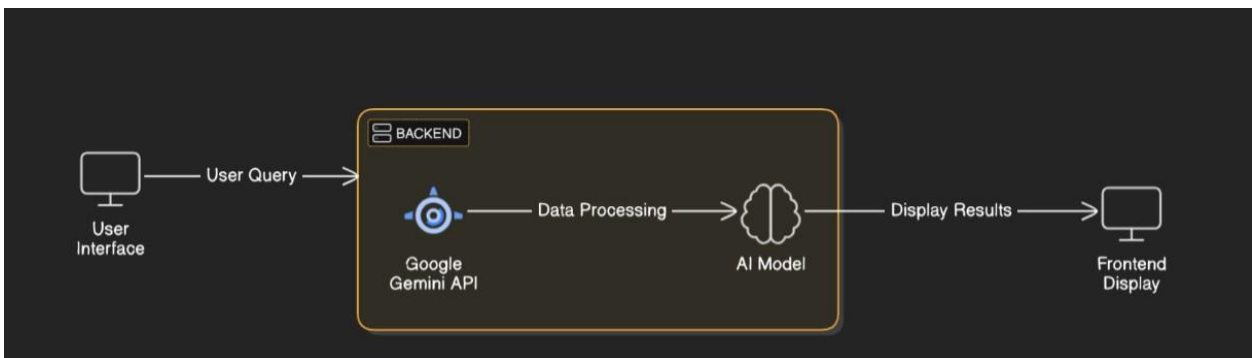 BACKEND
User Query
User
Interface
Data Processing
Google
Gemini API
AI Model
Display Results
Frontend
Display